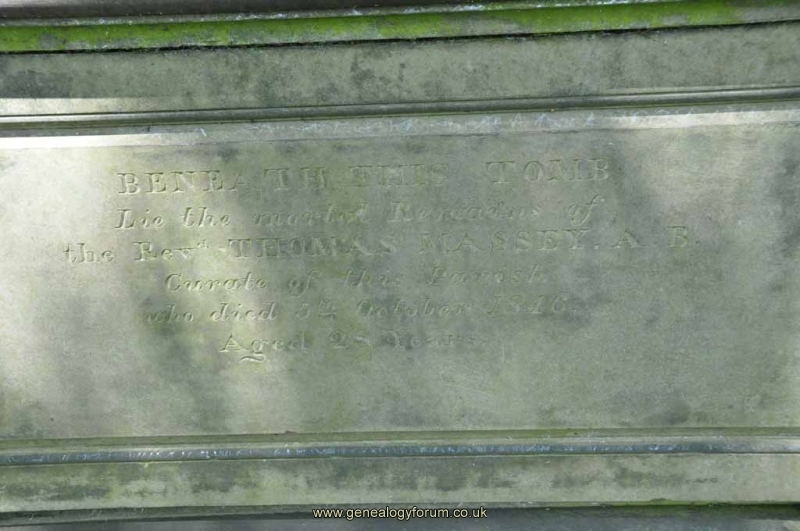 BENEATH THIS TOMB
Lie the mortal Remains of
the Revd. THOMAS MASSEY. A.B.
Curate of this Parish
who died 5th October 1846.
Aged 28 Years
www.genealogyforum.co.uk